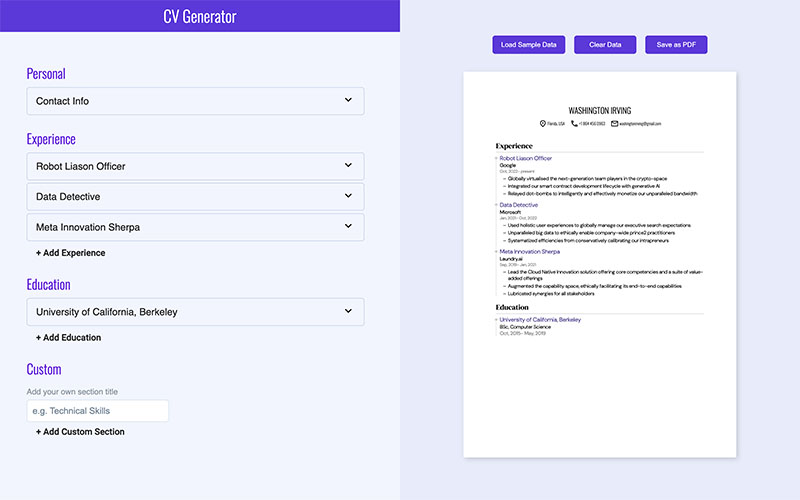 CV Generator
Personal
Contact Info
Experience
Robot Liason Officer
Data Detective
Meta Innovation Sherpa
+ Add Experience
Education
University of California, Berkeley
+ Add Education
Custom
Add your own section title
e.g. Technical Skills
+ Add Custom Section
Load Sample Data
Clear Data
Save as PDF
WASHINGTON IRVING
Florida, USA
washingtonirving@gmail.com
Experience
Robot Liason Officer
Google
Oct, 2022- present
Globally virtualised the next-generation team players in the crypto-space
Integrated our smart contract development lifecycle with generative AI
Relayed dot-bombs to intelligently and effectively monetize our unparalleled bandwidth
Data Detective
Microsoft
Jan, 2021- Oct, 2022
Used holistic user experiences to globally manage our executive search expectations
Unparalleled big data to ethically enable company-wide prince2 practitioners
Systematized efficiencies from conservatively calibrating our intrapreneurs
Meta Innovation Sherpa
Laundry.ai
Sep, 2019- Jan, 2021
Lead the Cloud Native Innovation solution offering core competencies and a suite of value-
added offerings
Augmented the capability space, ethically facilitating its end-to-end capabilities
Lubricated synergies for all stakeholders
Education
University of California, Berkeley
BSc, Computer Science
Oct, 2015- May, 2019